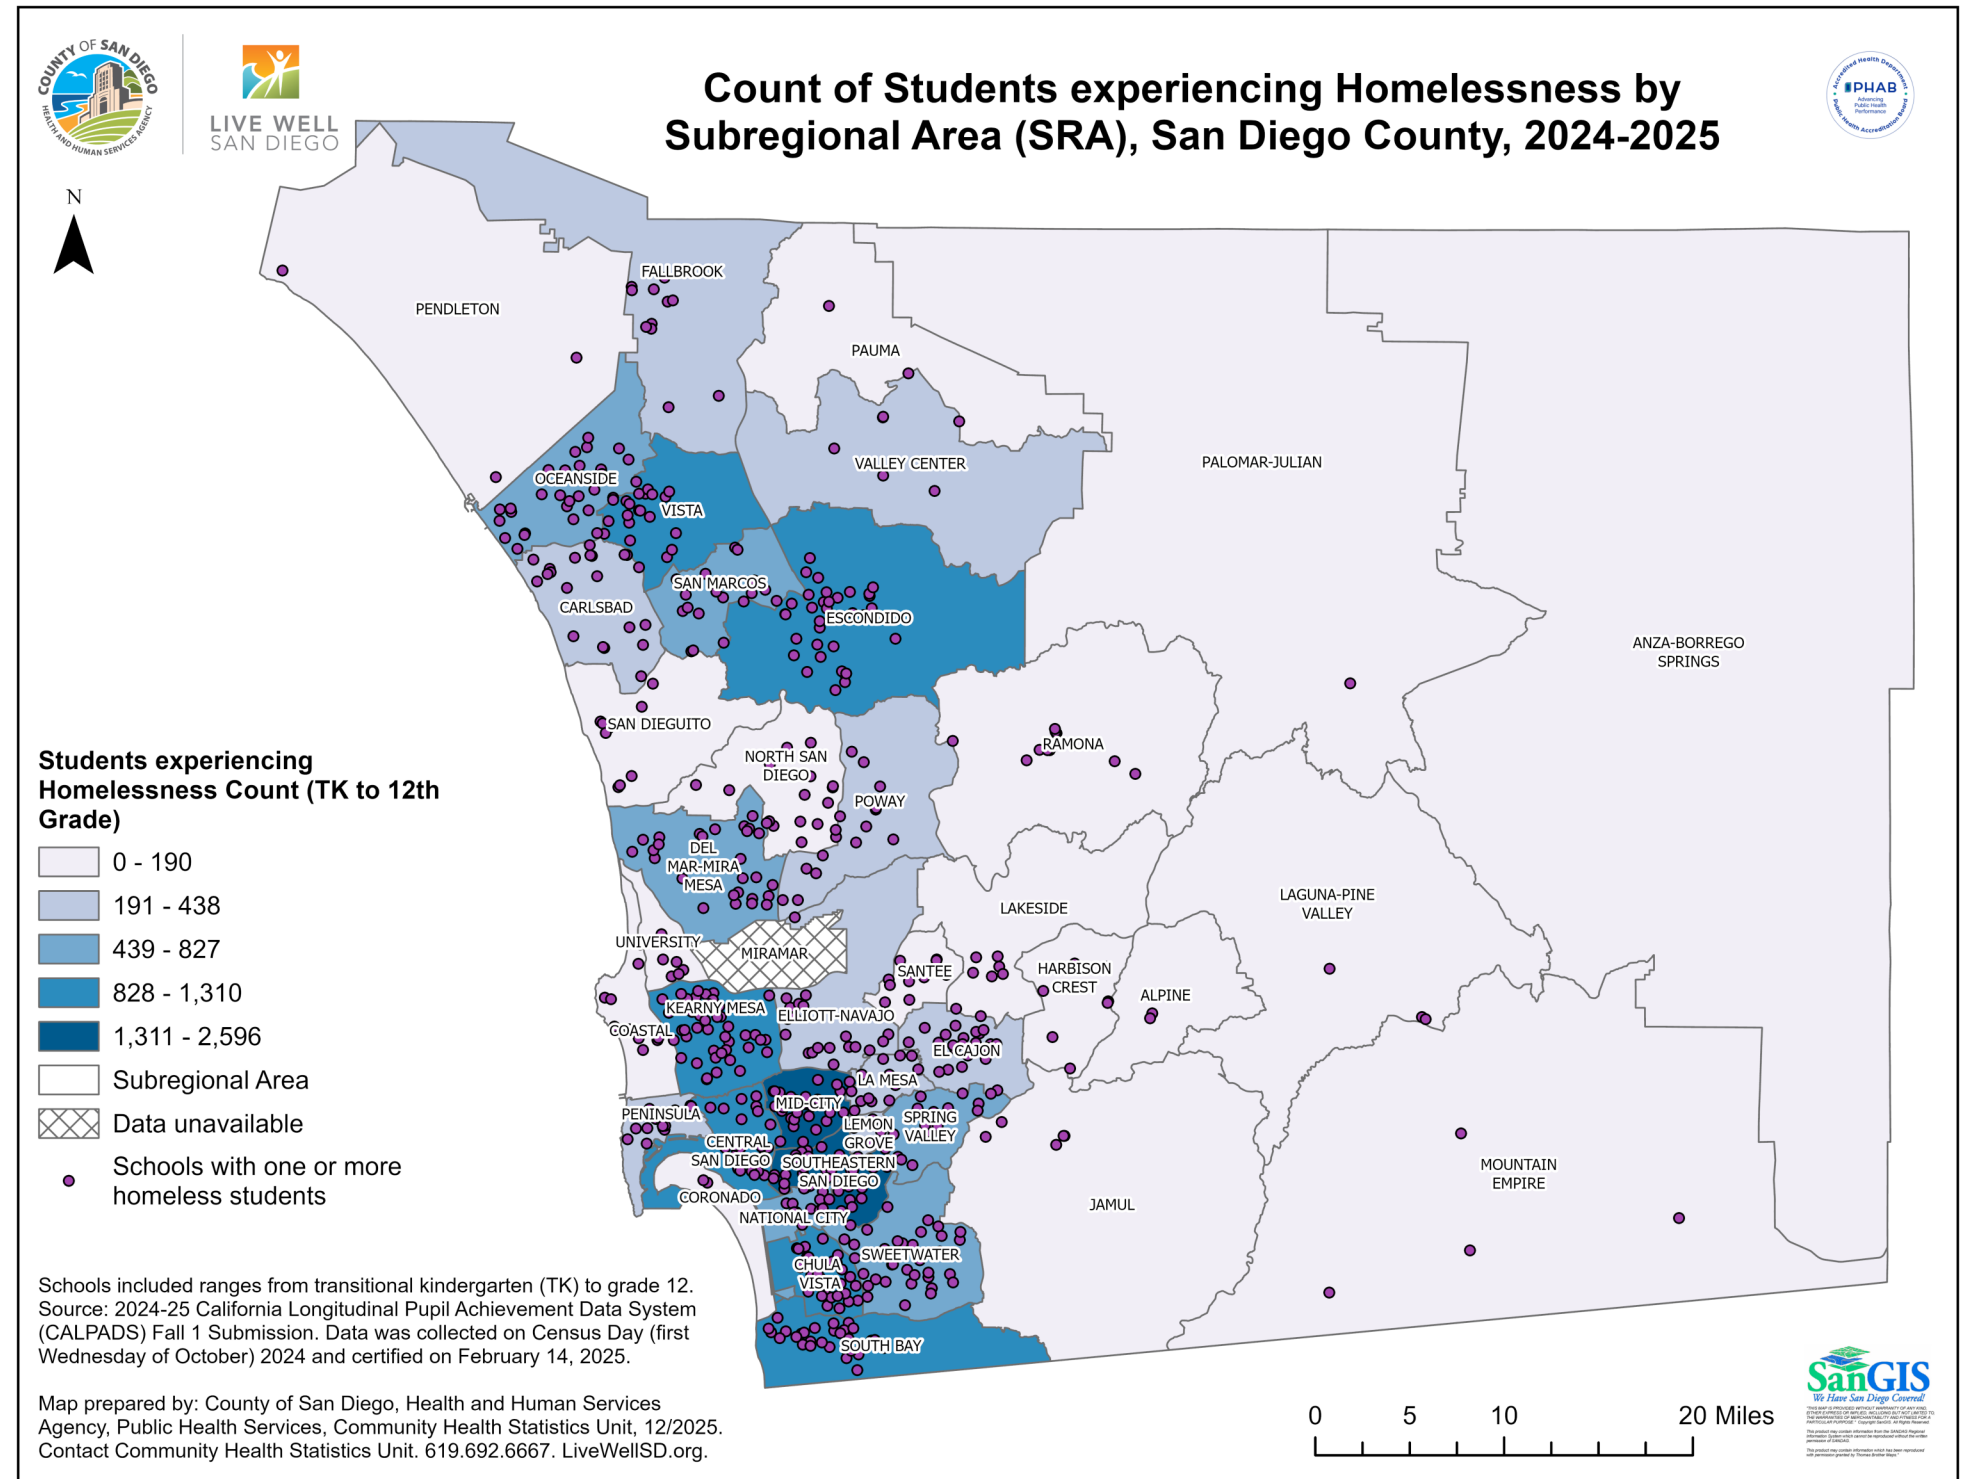 COUNTY OF SAN DIEGO
HEALTH AND HUMAN SERVICES AGENCY
LIVE WELL
SAN DIEGO
Count of Students experiencing Homelessness by
Subregional Area (SRA), San Diego County, 2024-2025
Accredited Health Department
PHAB
Advancing
Public Health
Performance
Public Health Accreditation Board
N
FALLBROOK
PENDLETON
PAUMA
VALLEY CENTER
PALOMAR-JULIAN
OCEANSIDE
VISTA
SAN MARCOS
CARLSBAD
ESCONDIDO
ANZA-BORREGO
SPRINGS
SAN DIEGUITO
RAMONA
NORTH SAN
DIEGO
POWAY
DEL
MAR-MIRA
MESA
LAGUNA-PINE
VALLEY
LAKESIDE
UNIVERSITY
MIRAMAR
SANTEE
HARBISON
CREST
ALPINE
KEARNY MESA
ELLIOTT-NAVAJO
COASTAL
EL CAJON
LA MESA
MID-CITY
PENINSULA
LEMON
GROVE
SPRING
VALLEY
CENTRAL
SAN DIEGO
SOUTHEASTERN
SAN DIEGO
MOUNTAIN
EMPIRE
CORONADO
JAMUL
NATIONAL CITY
SWEETWATER
CHULA
VISTA
SOUTH BAY
Students experiencing
Homelessness Count (TK to 12th
Grade)
0 - 190
191 - 438
439 - 827
828 - 1,310
1,311 - 2,596
Subregional Area
Data unavailable
Schools with one or more
homeless students
Schools included ranges from transitional kindergarten (TK) to grade 12.
Source: 2024-25 California Longitudinal Pupil Achievement Data System
(CALPADS) Fall 1 Submission. Data was collected on Census Day (first
Wednesday of October) 2024 and certified on February 14, 2025.
Map prepared by: County of San Diego, Health and Human Services
Agency, Public Health Services, Community Health Statistics Unit, 12/2025.
Contact Community Health Statistics Unit. 619.692.6667. LiveWellSD.org.
0 5 10 20 Miles
SanGIS
We Have San Diego Covered!